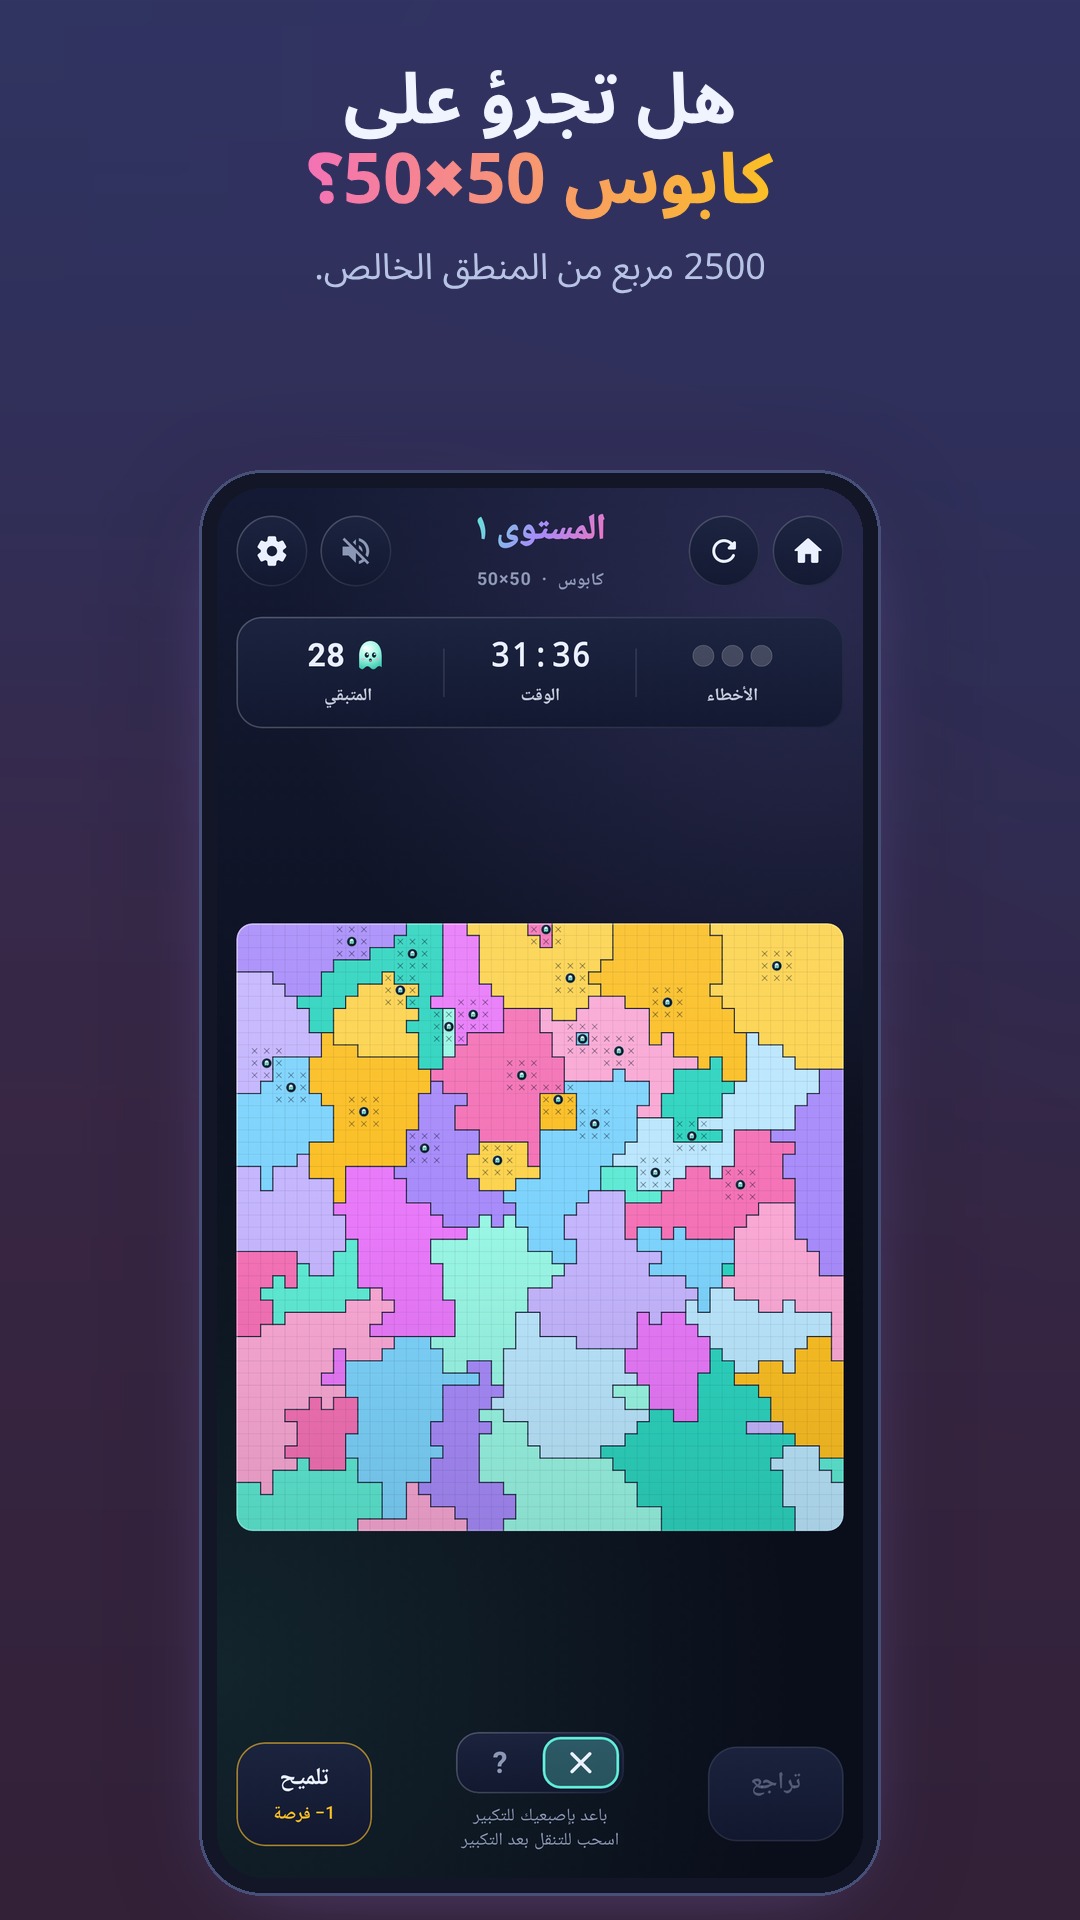 هل تجرؤ على
كابوس 50×50؟
2500 مربع من المنطق الخالص.
المستوى ١
كابوس · 50×50
28
31:36
المتبقي
الوقت
الأخطاء
تلميح
−1 فرصة
?
باعد بإصبعيك للتكبير
اسحب للتنقل بعد التكبير
تراجع